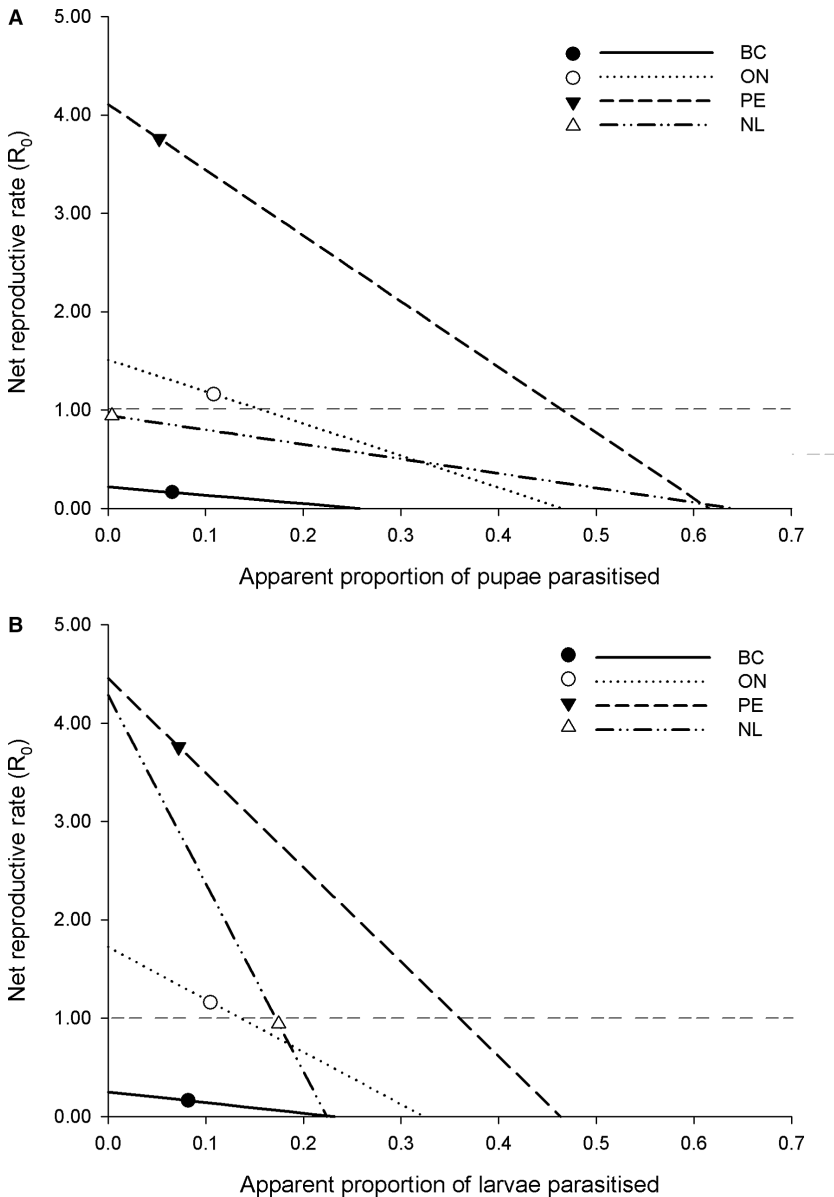 A
5.00
4.00
3.00
2.00
1.00
0.00
Net reproductive rate (R0)
BC
ON
PE
NL
0.0 0.1 0.2 0.3 0.4 0.5 0.6 0.7
Apparent proportion of pupae parasitised
B
5.00
4.00
3.00
2.00
1.00
0.00
Net reproductive rate (R0)
BC
ON
PE
NL
0.0 0.1 0.2 0.3 0.4 0.5 0.6 0.7
Apparent proportion of larvae parasitised